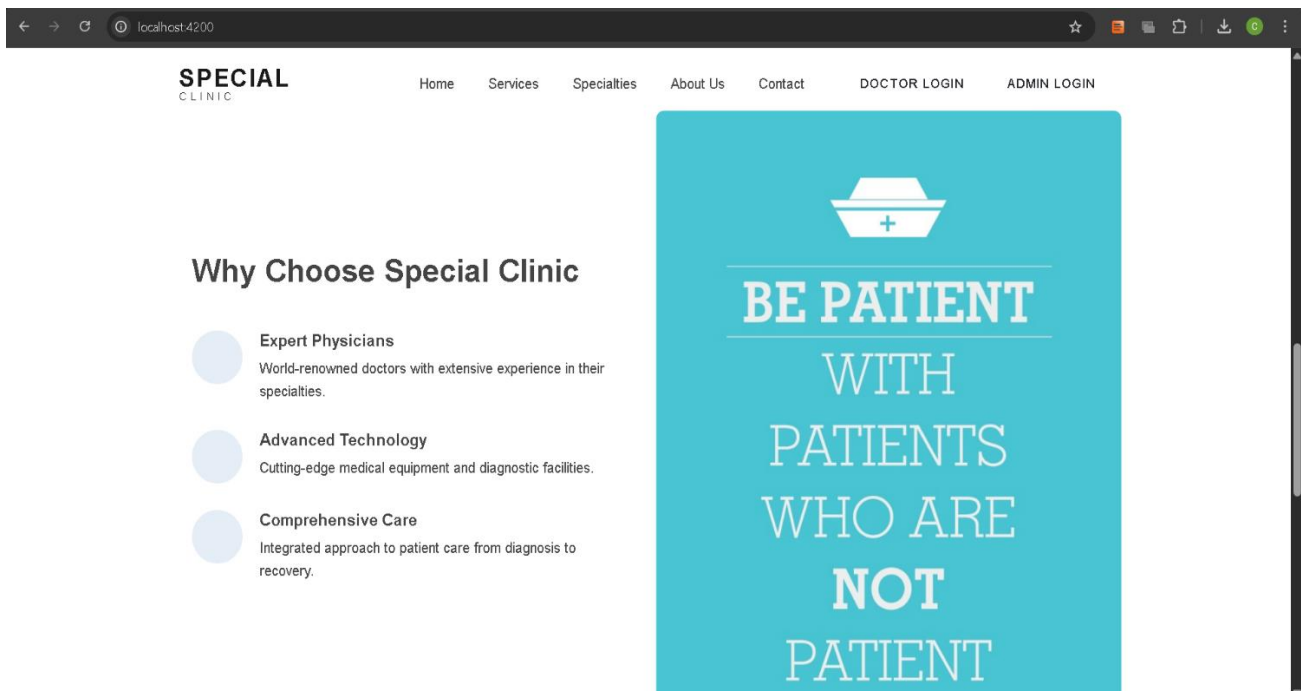 localhost:4200
SPECIAL
CLINIC
Home Services Specialties About Us Contact DOCTOR LOGIN ADMIN LOGIN
Why Choose Special Clinic
Expert Physicians
World-renowned doctors with extensive experience in their
specialties.
Advanced Technology
Cutting-edge medical equipment and diagnostic facilities.
Comprehensive Care
Integrated approach to patient care from diagnosis to
recovery.
BE PATIENT
WITH
PATIENTS
WHO ARE
NOT
PATIENT